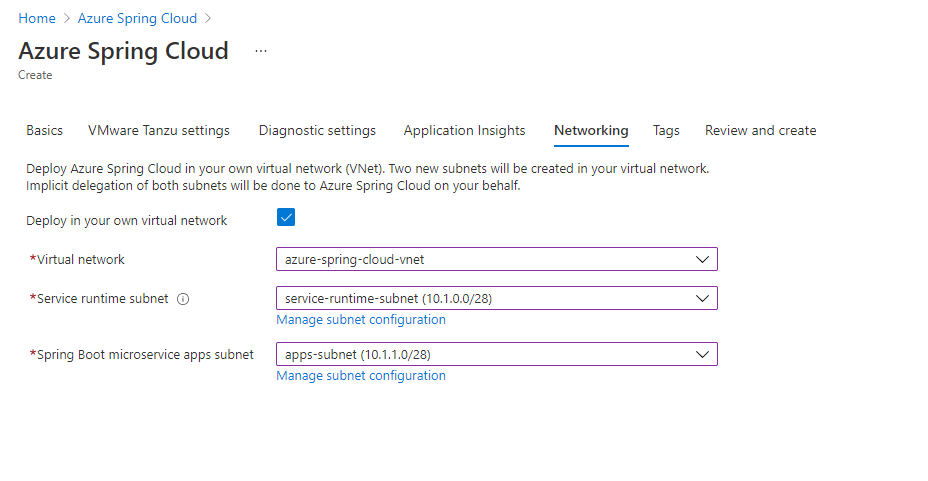 Home > Azure Spring Cloud >
Azure Spring Cloud ...
Create
Basics VMware Tanzu settings Diagnostic settings Application Insights Networking Tags Review and create
Deploy Azure Spring Cloud in your own virtual network (VNet). Two new subnets will be created in your virtual network.
Implicit delegation of both subnets will be done to Azure Spring Cloud on your behalf.
Deploy in your own virtual network
*Virtual network azure-spring-cloud-vnet
*Service runtime subnet service-runtime-subnet (10.1.0.0/28)
Manage subnet configuration
*Spring Boot microservice apps subnet apps-subnet (10.1.1.0/28)
Manage subnet configuration